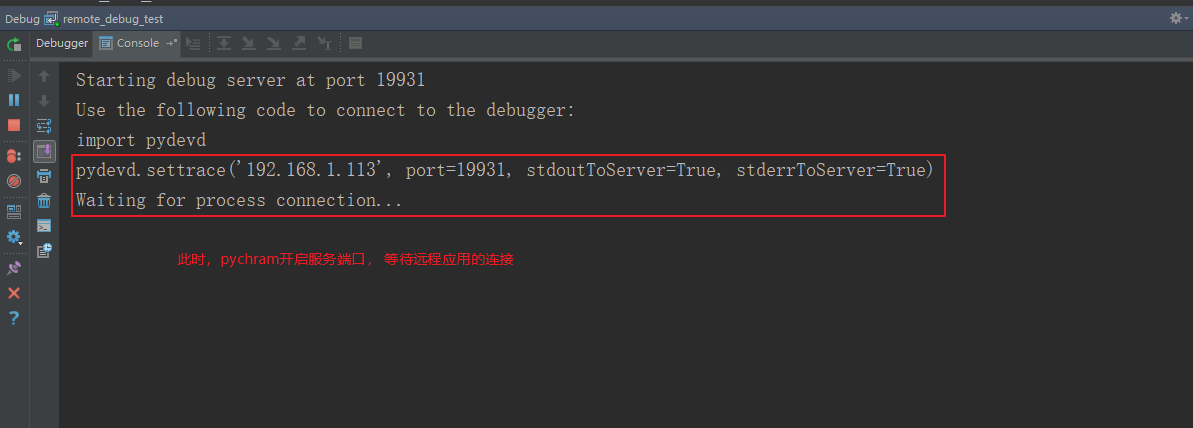 Debug remote_debug_test
Debugger Console
Starting debug server at port 19931
Use the following code to connect to the debugger:
import pydevd
pydevd.settrace('192.168.1.113', port=19931, stdoutToServer=True, stderrToServer=True)
Waiting for process connection...
此时，pychram开启服务端口， 等待远程应用的连接